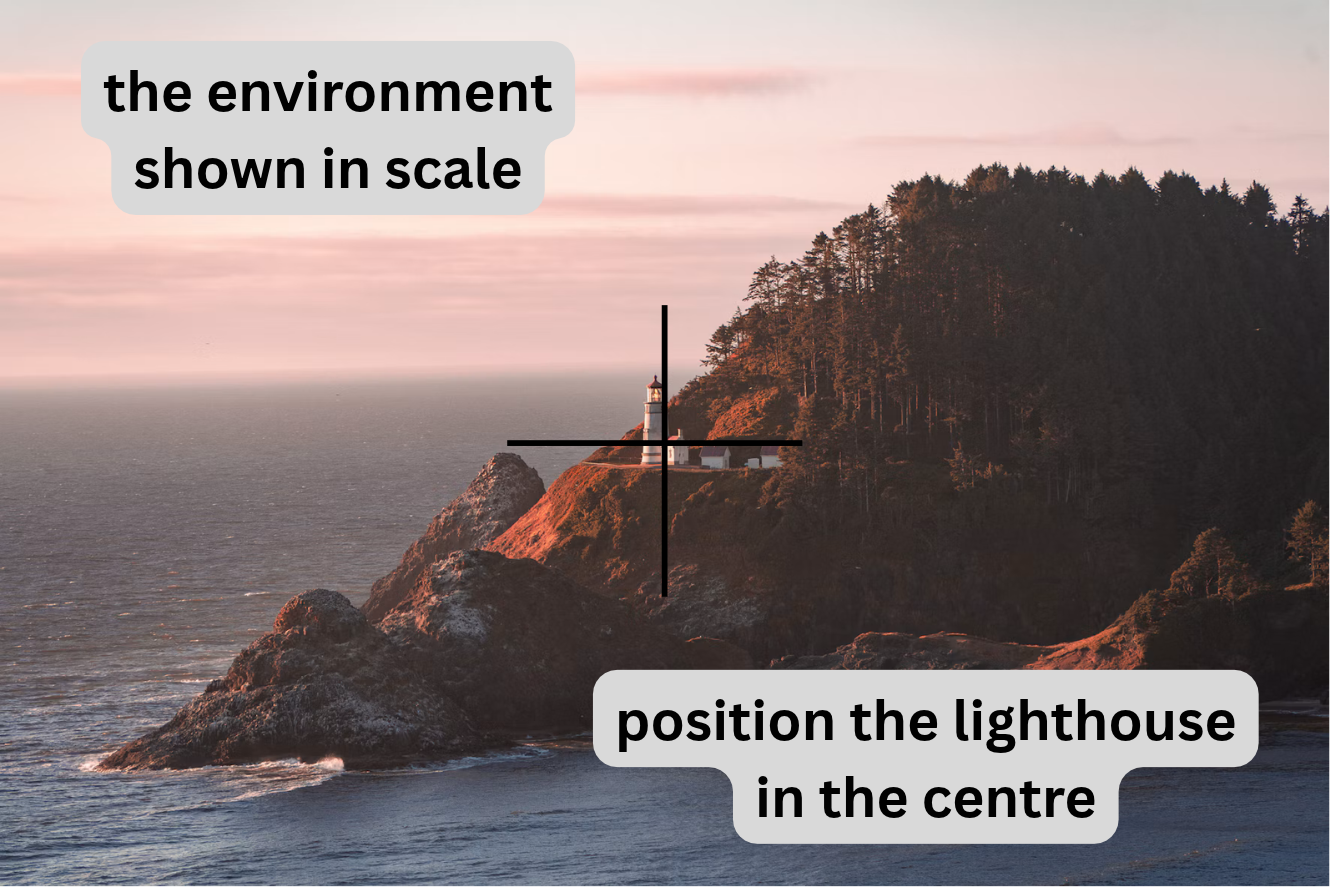 the environment
shown in scale
position the lighthouse
in the centre